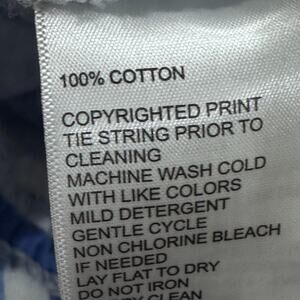 100% COTTON
COPYRIGHTED PRINT
TIE STRING PRIOR TO
CLEANING
MACHINE WASH COLD
WITH LIKE COLORS
MILD DETERGENT
GENTLE CYCLE
NON CHLORINE BLEACH
IF NEEDED
LAY FLAT TO DRY
DO NOT IRON
CLEAN